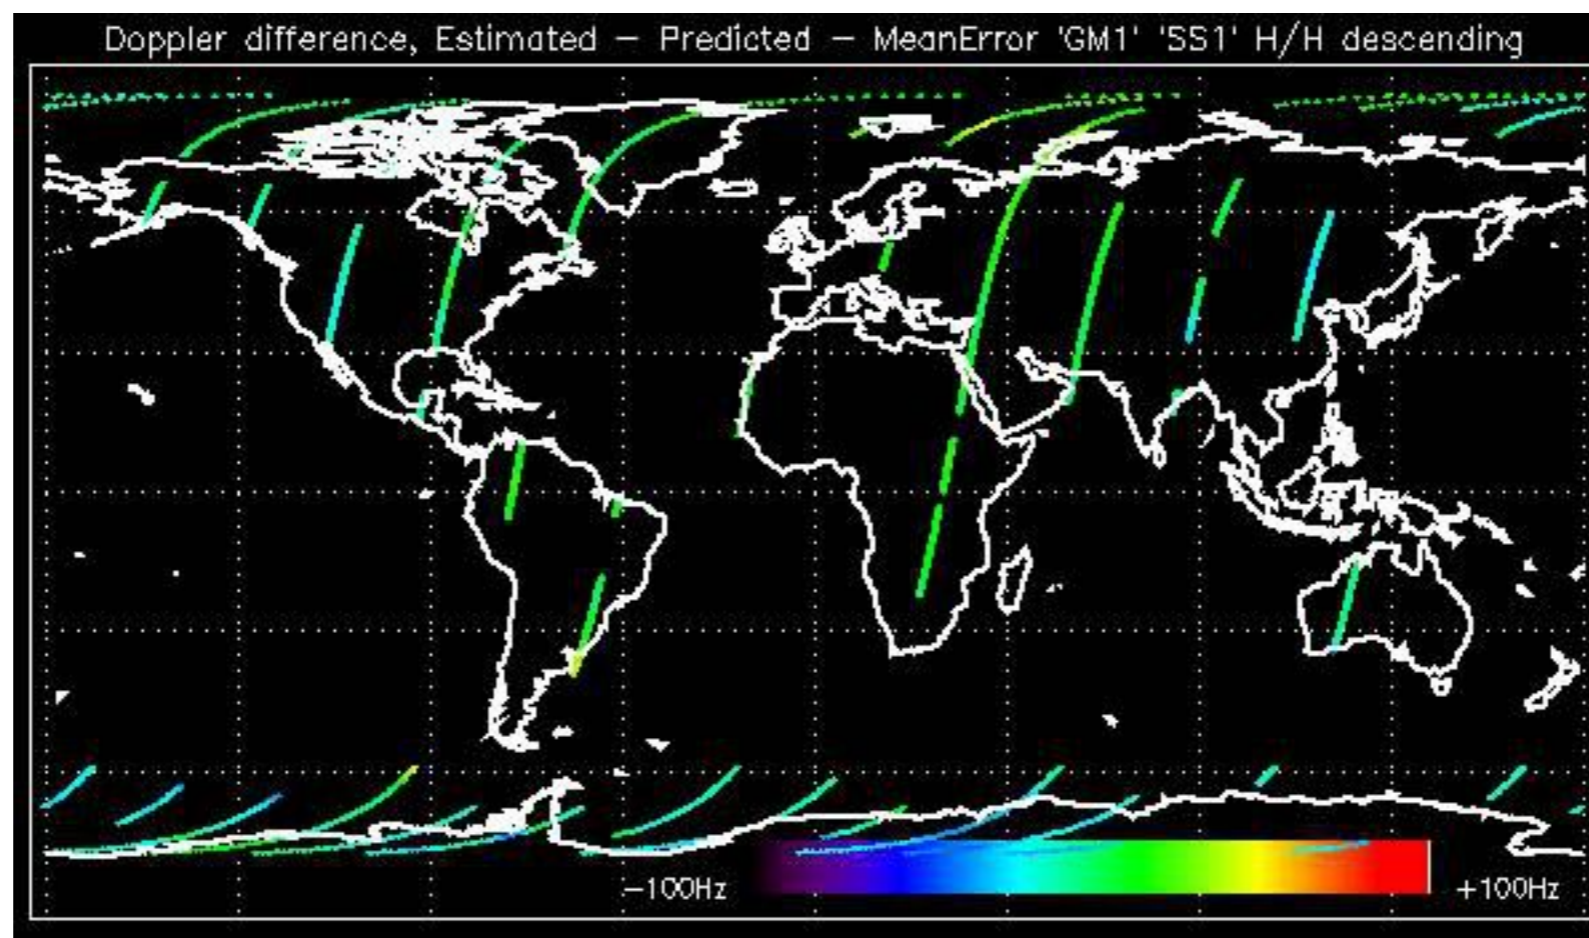 Doppler difference, Estimated – Predicted – MeanError 'GM1' 'SS1' H/H descending
–100Hz
+100Hz